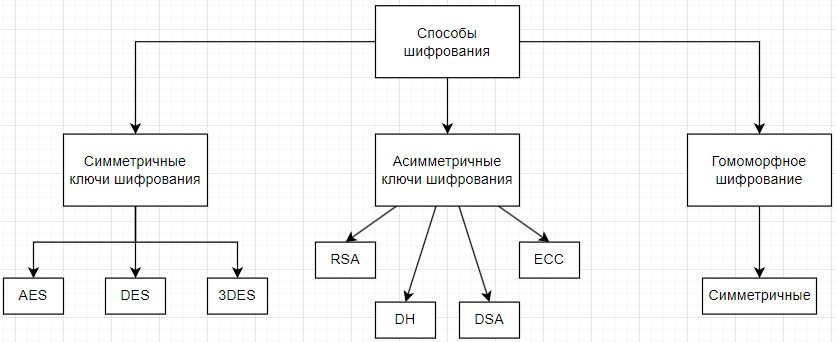 Способы
шифрования
Симметричные
ключи шифрования
Асимметричные
ключи шифрования
Гомоморфное
шифрование
RSA
ECC
AES
DES
3DES
DH
DSA
Симметричные